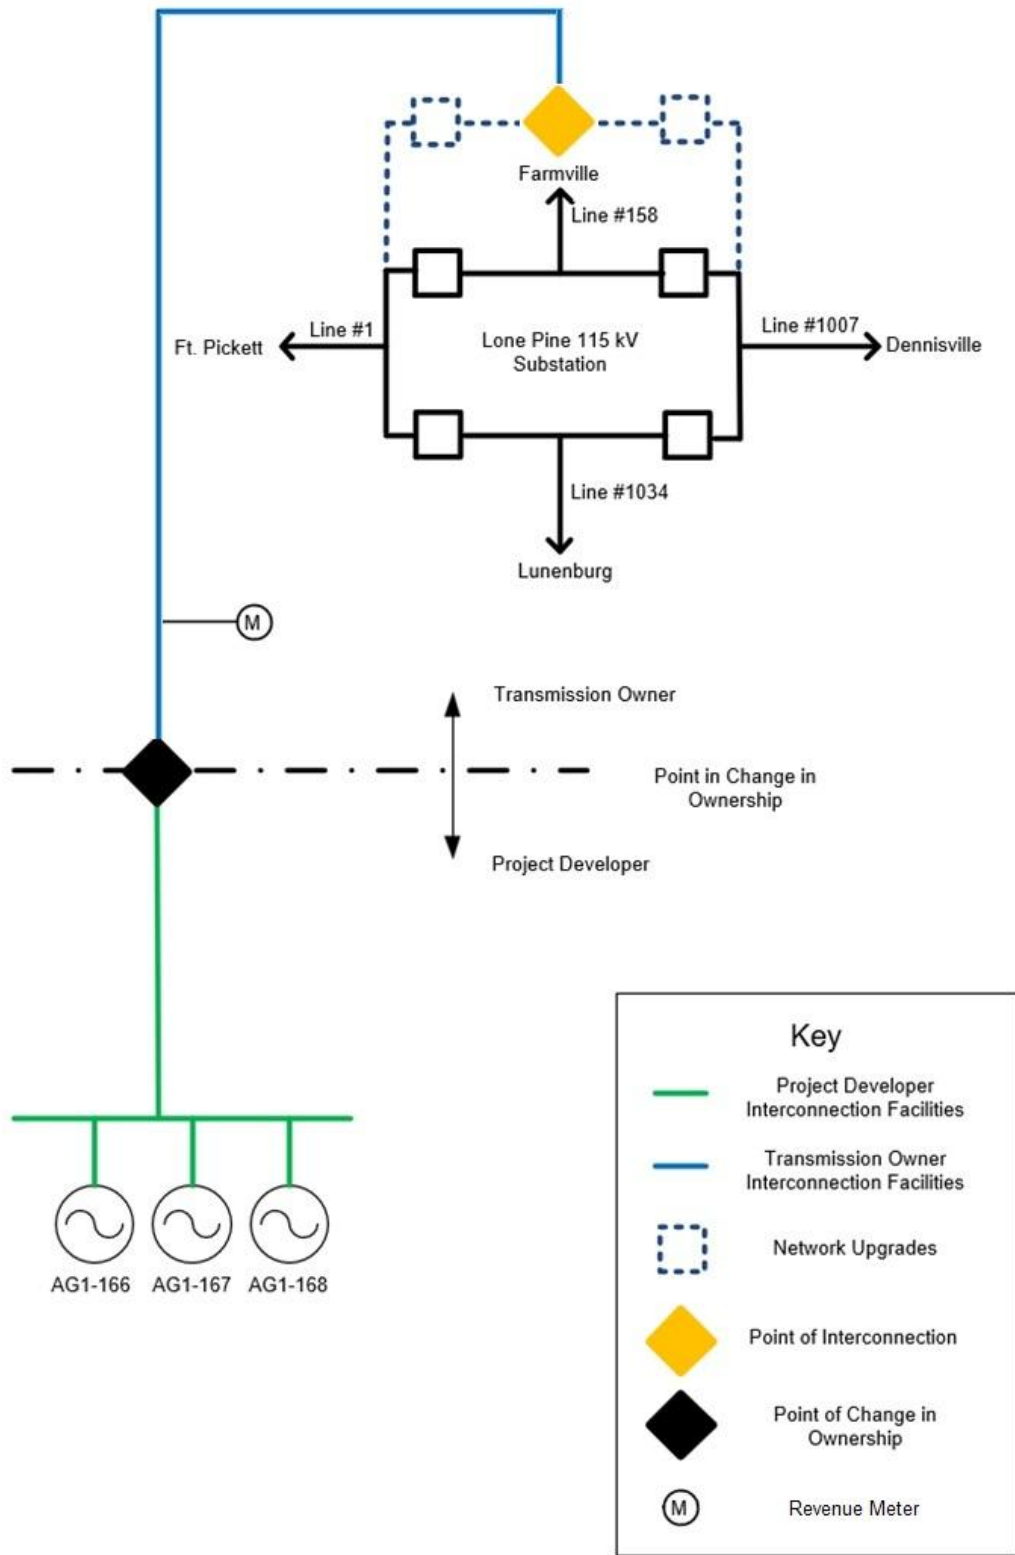 Farmville
Line #158
Line #1
Ft. Pickett
Lone Pine 115 kV
Substation
Line #1007
Dennisville
Line #1034
Lunenburg
M
Transmission Owner
Point in Change in
Ownership
Project Developer
AG1-166
AG1-167
AG1-168
Key
Project Developer
Interconnection Facilities
Transmission Owner
Interconnection Facilities
Network Upgrades
Point of Interconnection
Point of Change in
Ownership
M
Revenue Meter